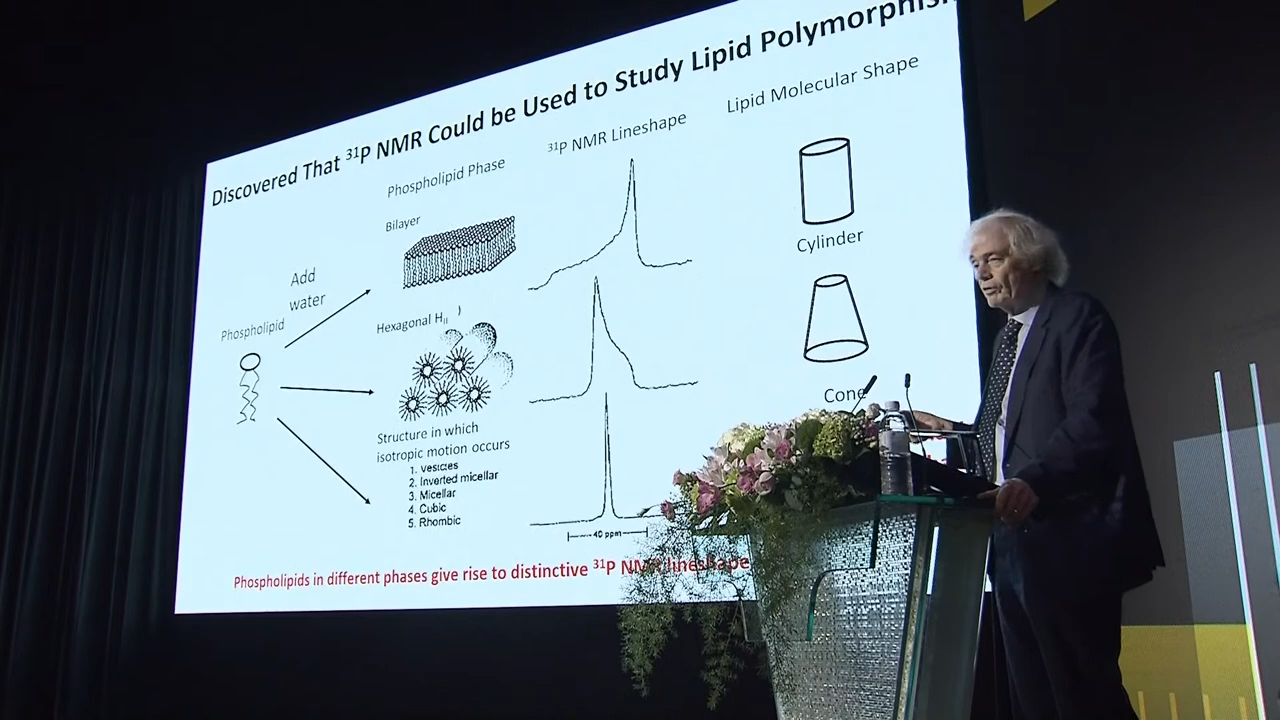 Discovered That ³¹P NMR Could be Used to Study Lipid Polymorphis
Phospholipid Phase
³¹P NMR Lineshape
Lipid Molecular Shape
Bilayer
Add
water
Phospholipid
Hexagonal HII )
Structure in which
isotropic motion occurs
1. Vesicles
2. Inverted micellar
3. Micellar
4. Cubic
5. Rhombic
40 ppm
Cylinder
Cone
Phospholipids in different phases give rise to distinctive ³¹P NMR lineshape